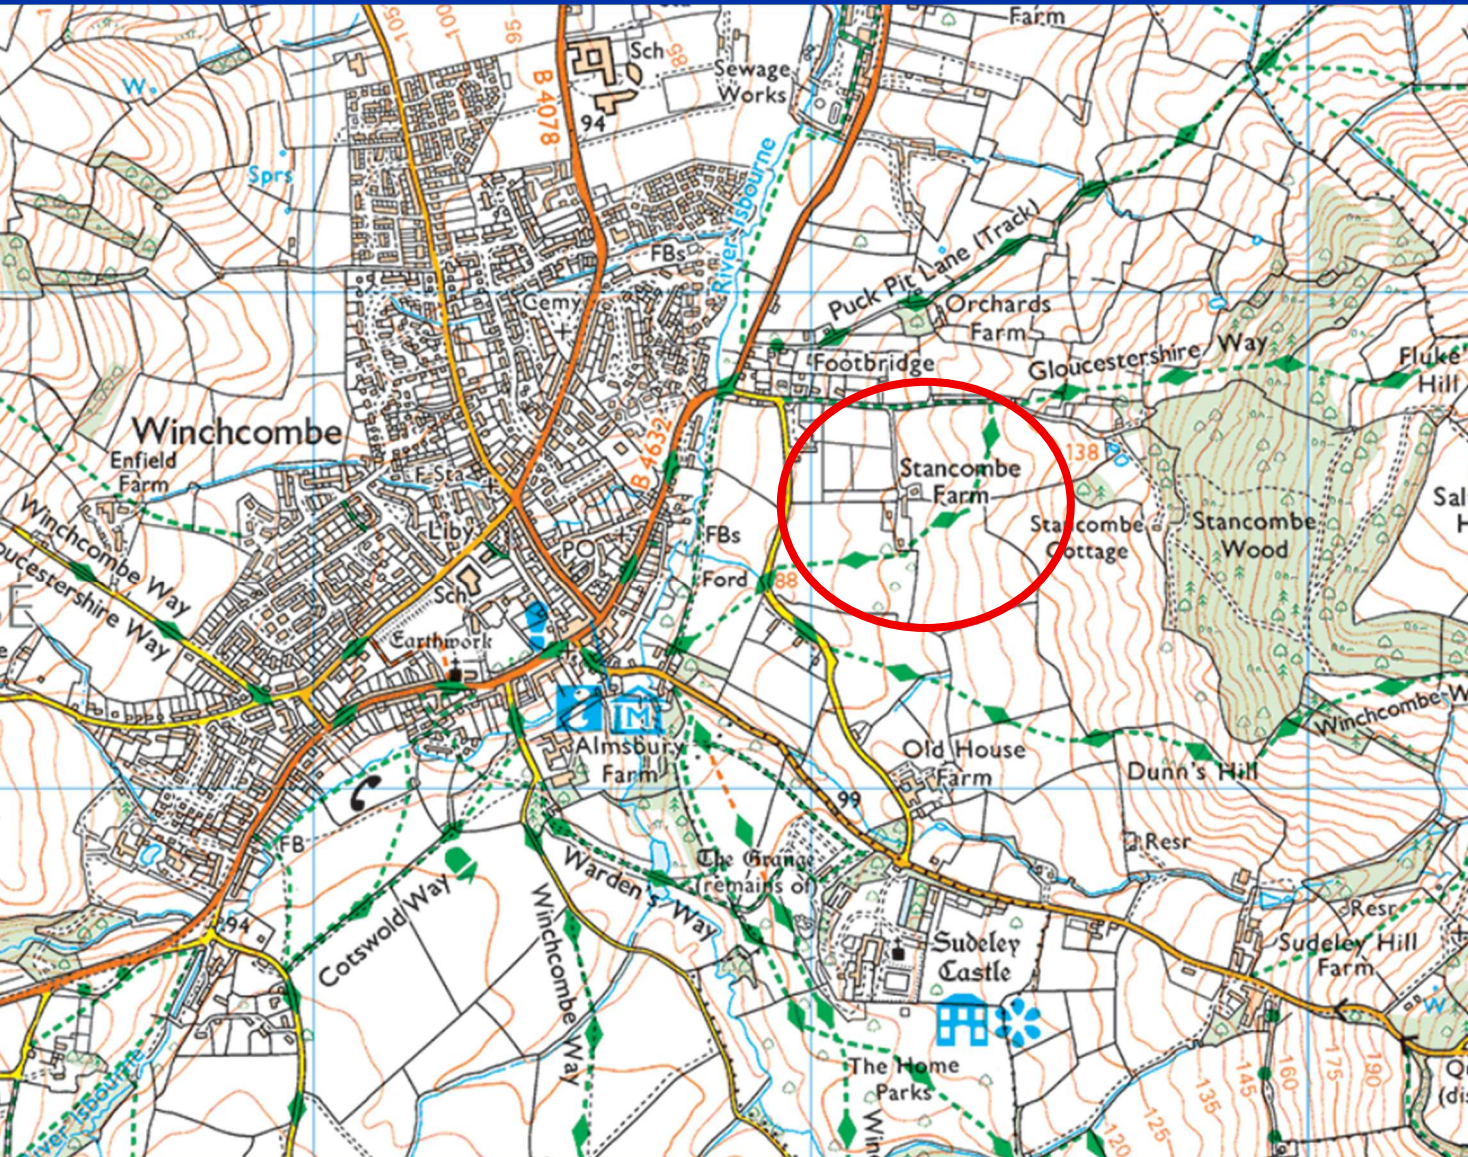 Farm
105
100
95
85
Sch
B 4078
Sewage
Works
W
94
Sprs
River Isbourne
FBs
Puck Pit Lane (Track)
Cemy
Orchards
Farm
Footbridge
Gloucestershire Way
Fluke
Hill
Winchcombe
Enfield
Farm
B 4632
138
F Sta
Stancombe
Farm
Winchcombe Way
Liby
PO
FBs
Stancombe
Cottage
Stancombe
Wood
Gloucestershire Way
Ford
88
Sch
Earthwork
M
Winchcombe W
Almsbury
Farm
Old House
Farm
Dunn's Hill
99
FB
Resr
The Grange
(remains of)
Cotswold Way
Warden's Way
Winchcombe Way
94
Resr
Sudeley
Castle
Sudeley Hill
Farm
W
River Isbourne
The Home
Parks
Win
120
125
135
145
160
175
190